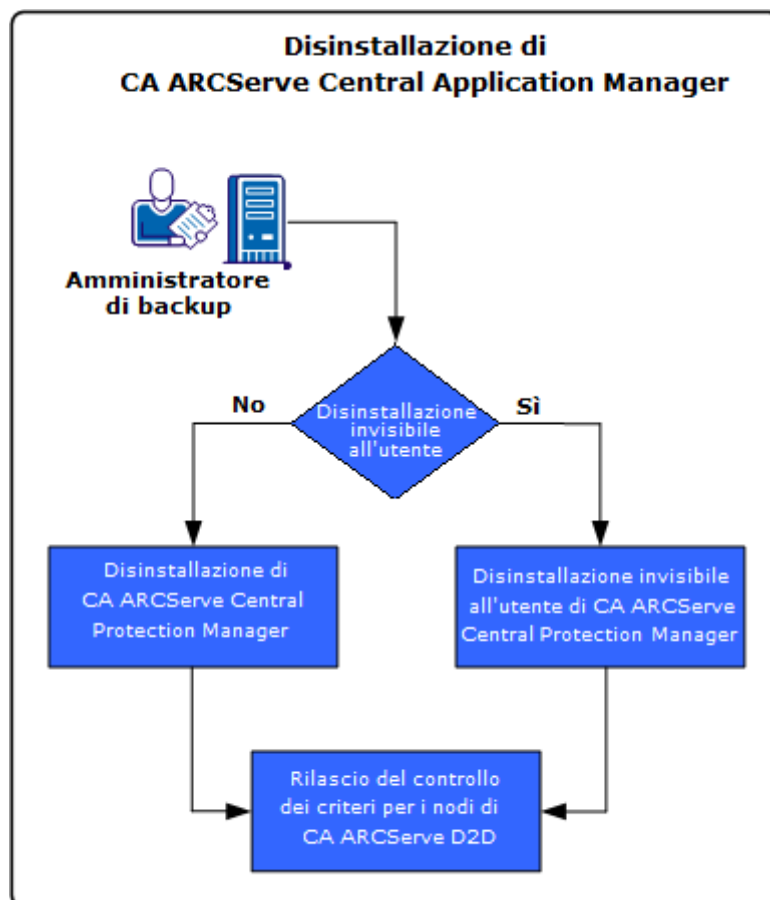 Disinstallazione di
CA ARCServe Central Application Manager
Amministratore
di backup
No
Disinstallazione
invisibile
all'utente
Sì
Disinstallazione di
CA ARCServe Central
Protection Manager
Disinstallazione invisibile
all'utente di CA ARCServe
Central Protection Manager
Rilascio del controllo
dei criteri per i nodi di
CA ARCServe D2D